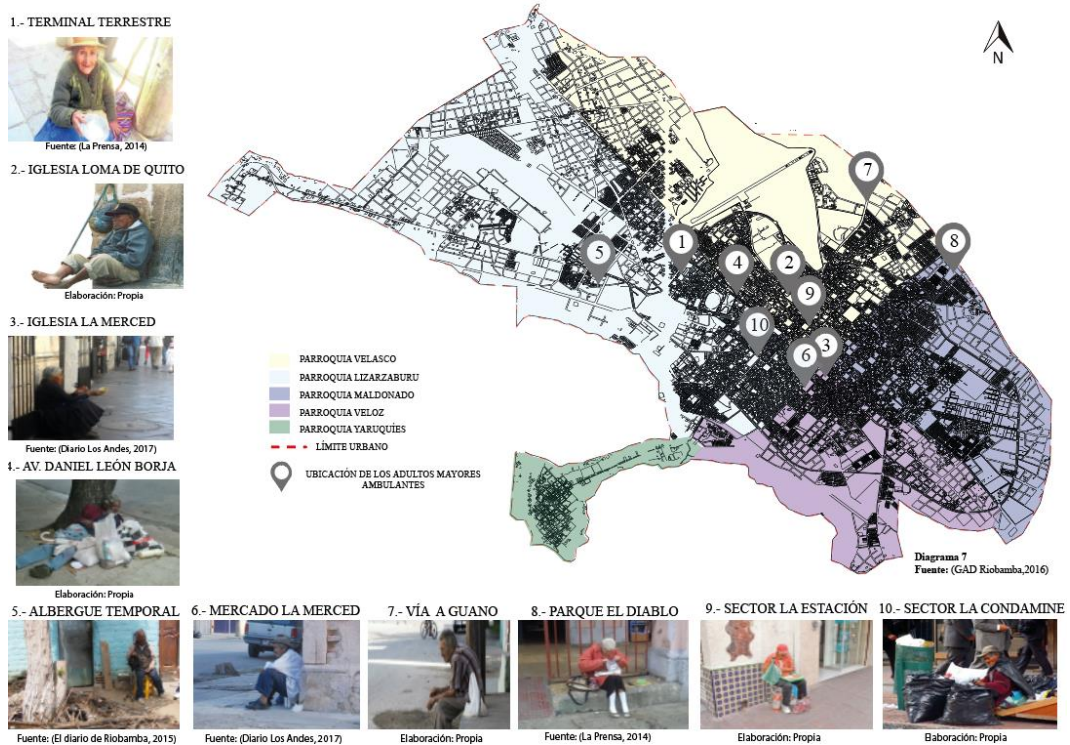 1.- TERMINAL TERRESTRE
Fuente: (La Prensa, 2014)
2.- IGLESIA LOMA DE QUITO
Elaboración: Propia
3.- IGLESIA LA MERCED
Fuente: (Diario Los Andes, 2017)
4.- AV. DANIEL LEÓN BORJA
Elaboración: Propia
N
1
2
3
4
5
6
7
8
9
10
PARROQUIA VELASCO
PARROQUIA LIZARZABURU
PARROQUIA MALDONADO
PARROQUIA VELOZ
PARROQUIA YARUQUÍES
LÍMITE URBANO
UBICACIÓN DE LOS ADULTOS MAYORES
AMBULANTES
Diagrama 7
Fuente: (GAD Riobamba,2016)
5.- ALBERGUE TEMPORAL
Fuente: (El diario de Riobamba, 2015)
6.- MERCADO LA MERCED
Fuente: (Diario Los Andes, 2017)
7.- VÍA A GUANO
Elaboración: Propia
8.- PARQUE EL DIABLO
Fuente: (La Prensa, 2014)
9.- SECTOR LA ESTACIÓN
Elaboración: Propia
10.- SECTOR LA CONDAMINE
Elaboración: Propia